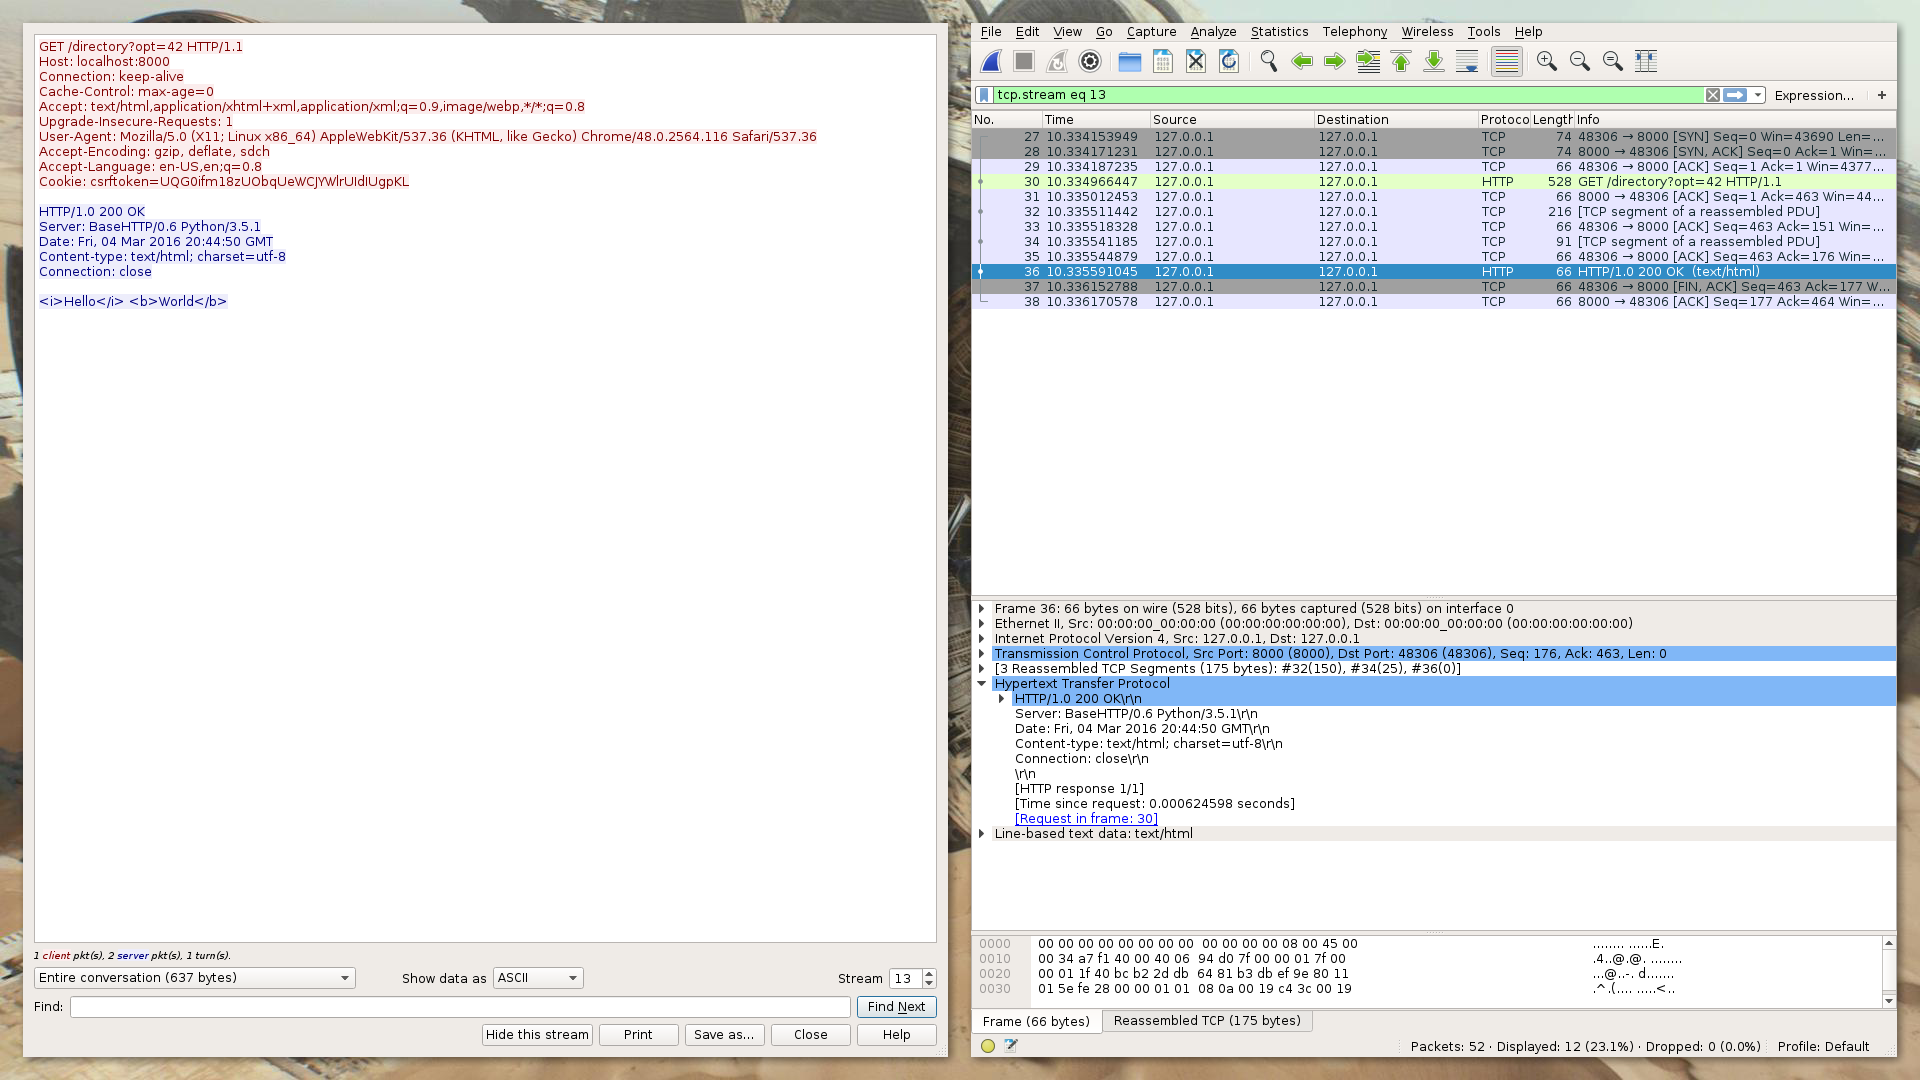 GET /directory?opt=42 HTTP/1.1
Host: localhost:8000
Connection: keep-alive
Cache-Control: max-age=0
Accept: text/html,application/xhtml+xml,application/xml;q=0.9,image/webp,*/*;q=0.8
Upgrade-Insecure-Requests: 1
User-Agent: Mozilla/5.0 (X11; Linux x86_64) AppleWebKit/537.36 (KHTML, like Gecko) Chrome/48.0.2564.116 Safari/537.36
Accept-Encoding: gzip, deflate, sdch
Accept-Language: en-US,en;q=0.8
Cookie: csrftoken=UQG0ifm18zUObqUeWCJYWlrUIdIUgpKL
HTTP/1.0 200 OK
Server: BaseHTTP/0.6 Python/3.5.1
Date: Fri, 04 Mar 2016 20:44:50 GMT
Content-type: text/html; charset=utf-8
Connection: close
<i>Hello</i> <b>World</b>
1 client pkt(s), 2 server pkt(s), 1 turn(s).
Entire conversation (637 bytes) Show data as ASCII Stream 13
Find: Find Next
Hide this stream Print Save as... Close Help
File Edit View Go Capture Analyze Statistics Telephony Wireless Tools Help
tcp.stream eq 13 Expression... +
No. Time Source Destination Protoco Length Info
27 10.334153949 127.0.0.1 127.0.0.1 TCP 74 48306 → 8000 [SYN] Seq=0 Win=43690 Len=...
28 10.334171231 127.0.0.1 127.0.0.1 TCP 74 8000 → 48306 [SYN, ACK] Seq=0 Ack=1 Win=...
29 10.334187235 127.0.0.1 127.0.0.1 TCP 66 48306 → 8000 [ACK] Seq=1 Ack=1 Win=4377...
30 10.334966447 127.0.0.1 127.0.0.1 HTTP 528 GET /directory?opt=42 HTTP/1.1
31 10.335012453 127.0.0.1 127.0.0.1 TCP 66 8000 → 48306 [ACK] Seq=1 Ack=463 Win=44...
32 10.335511442 127.0.0.1 127.0.0.1 TCP 216 [TCP segment of a reassembled PDU]
33 10.335518328 127.0.0.1 127.0.0.1 TCP 66 48306 → 8000 [ACK] Seq=463 Ack=151 Win=...
34 10.335541185 127.0.0.1 127.0.0.1 TCP 91 [TCP segment of a reassembled PDU]
35 10.335544879 127.0.0.1 127.0.0.1 TCP 66 48306 → 8000 [ACK] Seq=463 Ack=176 Win=...
36 10.335591045 127.0.0.1 127.0.0.1 HTTP 66 HTTP/1.0 200 OK (text/html)
37 10.336152788 127.0.0.1 127.0.0.1 TCP 66 48306 → 8000 [FIN, ACK] Seq=463 Ack=177 W...
38 10.336170578 127.0.0.1 127.0.0.1 TCP 66 8000 → 48306 [ACK] Seq=177 Ack=464 Win=...
Frame 36: 66 bytes on wire (528 bits), 66 bytes captured (528 bits) on interface 0
Ethernet II, Src: 00:00:00_00:00:00 (00:00:00:00:00:00), Dst: 00:00:00_00:00:00 (00:00:00:00:00:00)
Internet Protocol Version 4, Src: 127.0.0.1, Dst: 127.0.0.1
Transmission Control Protocol, Src Port: 8000 (8000), Dst Port: 48306 (48306), Seq: 176, Ack: 463, Len: 0
[3 Reassembled TCP Segments (175 bytes): #32(150), #34(25), #36(0)]
Hypertext Transfer Protocol
HTTP/1.0 200 OK\r\n
Server: BaseHTTP/0.6 Python/3.5.1\r\n
Date: Fri, 04 Mar 2016 20:44:50 GMT\r\n
Content-type: text/html; charset=utf-8\r\n
Connection: close\r\n
\r\n
[HTTP response 1/1]
[Time since request: 0.000624598 seconds]
[Request in frame: 30]
Line-based text data: text/html
0000 00 00 00 00 00 00 00 00 00 00 00 00 08 00 45 00 ........ ......E.
0010 00 34 a7 f1 40 00 40 06 94 d0 7f 00 00 01 7f 00 .4..@.@. ........
0020 00 01 1f 40 bc b2 2d db 64 81 b3 db ef 9e 80 11 ...@..-. d.......
0030 01 5e fe 28 00 00 01 01 08 0a 00 19 c4 3c 00 19 .^.(.... .....<..
Frame (66 bytes) Reassembled TCP (175 bytes)
Packets: 52 · Displayed: 12 (23.1%) · Dropped: 0 (0.0%) Profile: Default